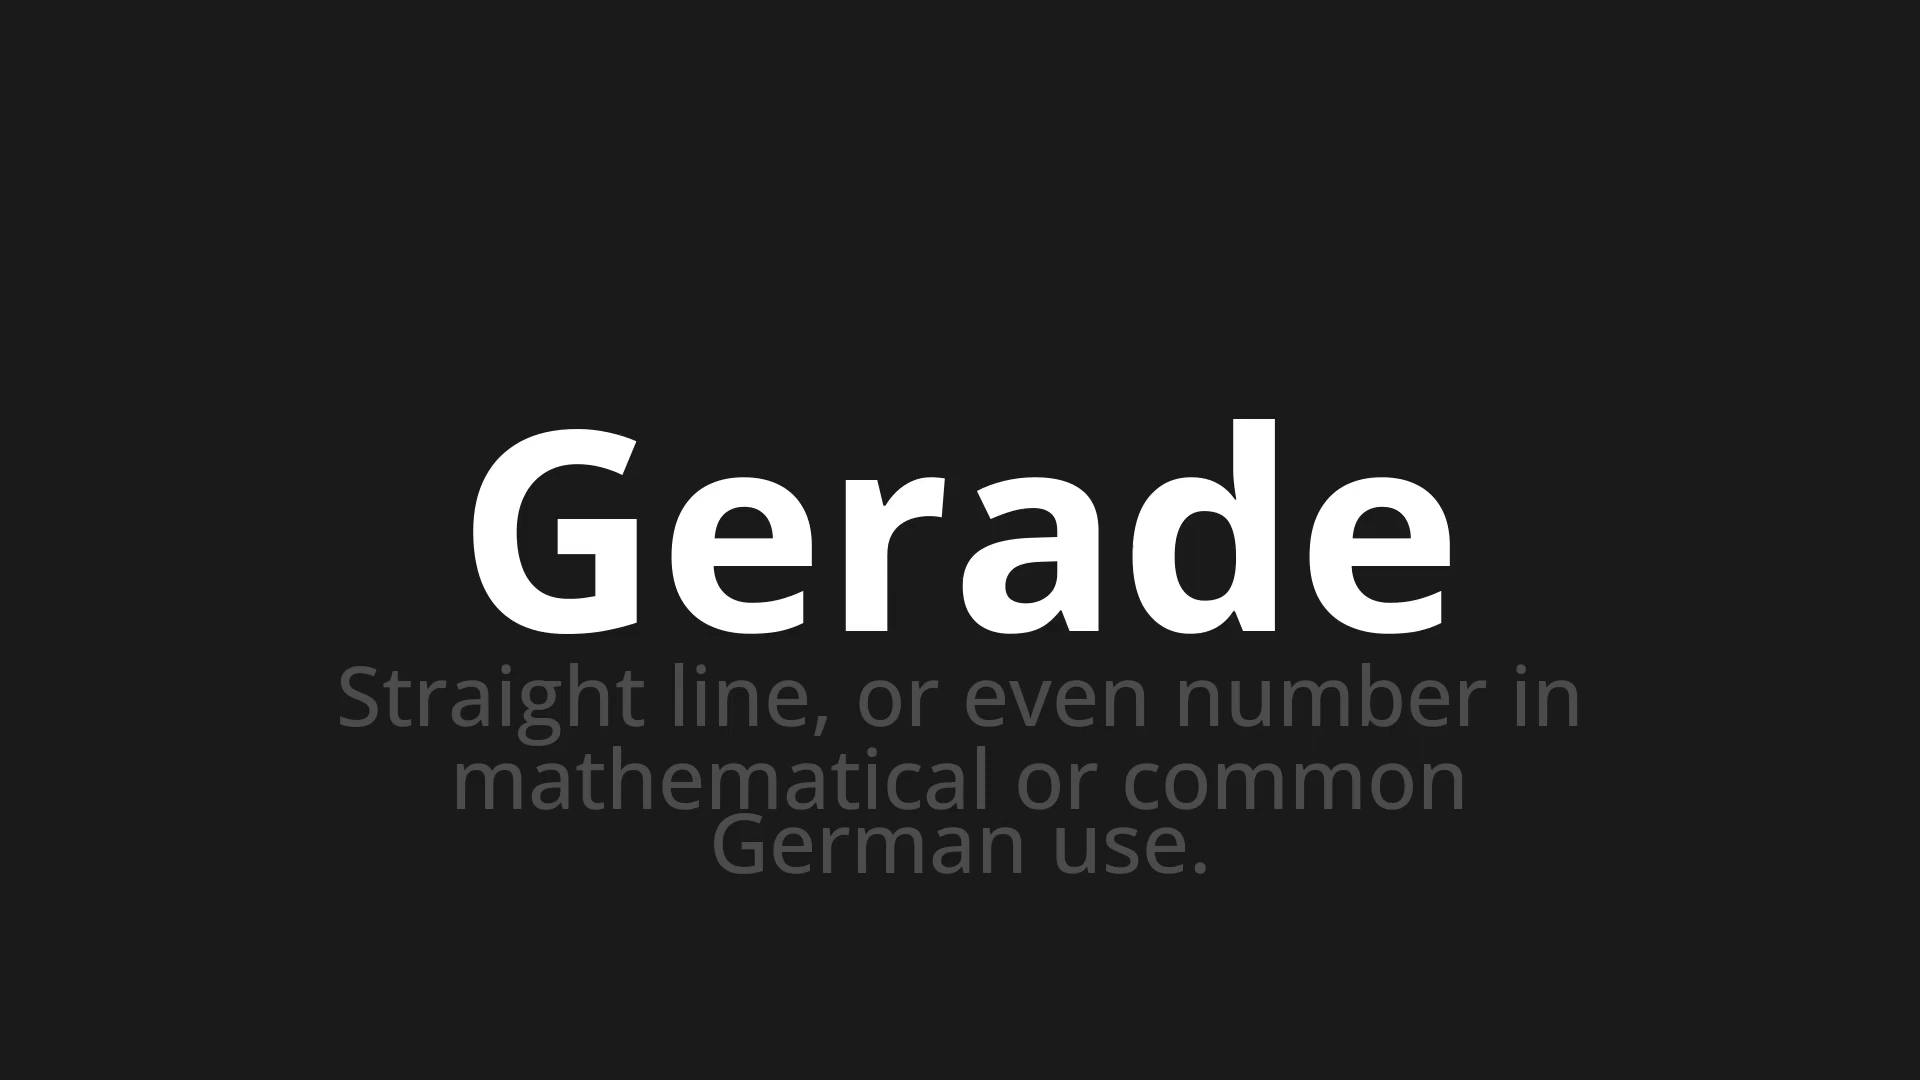 Gerade
Straight line, or even number in
mathematical or common
German use.